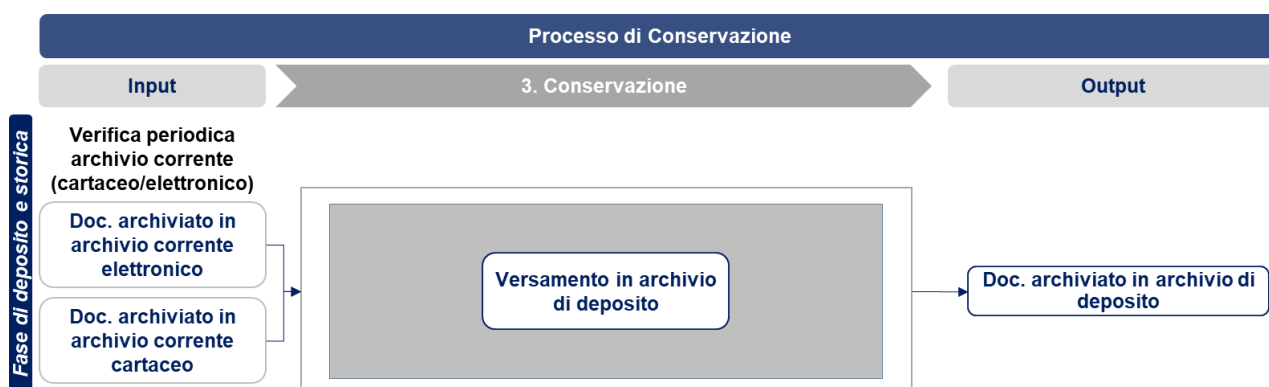 Processo di Conservazione
Input
3. Conservazione
Output
Fase di deposito e storica
Verifica periodica
archivio corrente
(cartaceo/elettronico)
Doc. archiviato in
archivio corrente
elettronico
Doc. archiviato in
archivio corrente
cartaceo
Versamento in archivio
di deposito
Doc. archiviato in archivio di
deposito